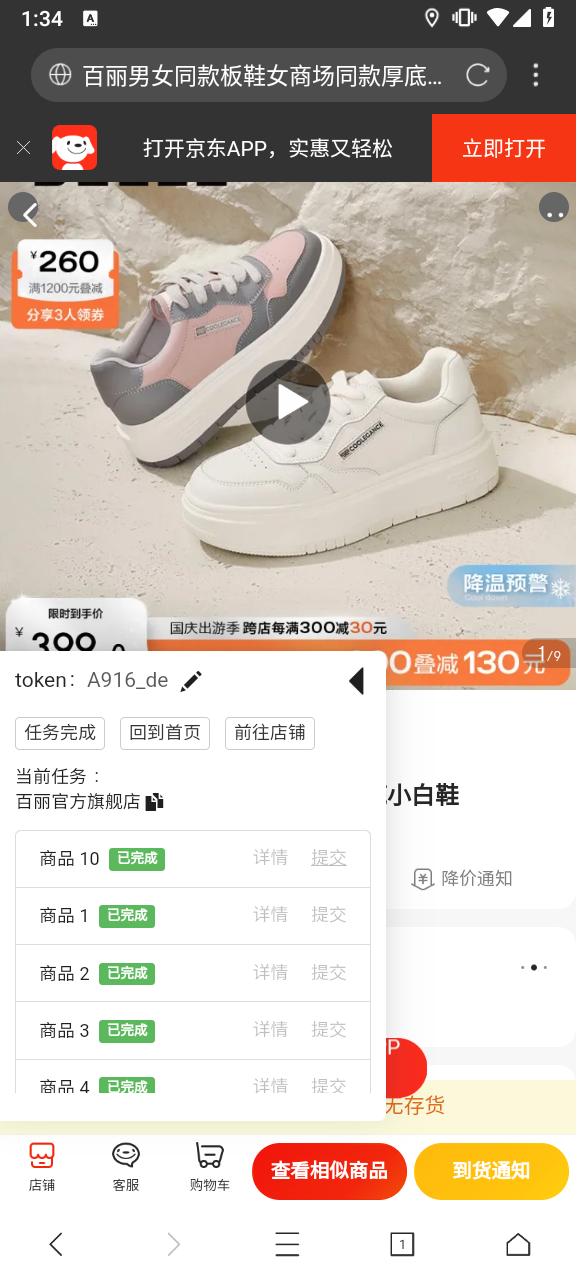 1:34
A
百丽男女同款板鞋女商场同款厚底...
打开京东APP，实惠又轻松
立即打开
¥260
满1200元叠减
分享3人领券
COOLEGANCE
COOLEGANCE
降温预警
Cool down
限时到手价
国庆出游季 跨店每满300减30元
¥ 399
0叠减130元
1/9
token： A916_de
任务完成
回到首页
前往店铺
当前任务：
百丽官方旗舰店
小白鞋
商品 10 已完成 详情 提交
降价通知
商品 1 已完成 详情 提交
商品 2 已完成 详情 提交
商品 3 已完成 详情 提交
商品 4 已完成 详情 提交
P
无存货
店铺
客服
购物车
查看相似商品
到货通知
1